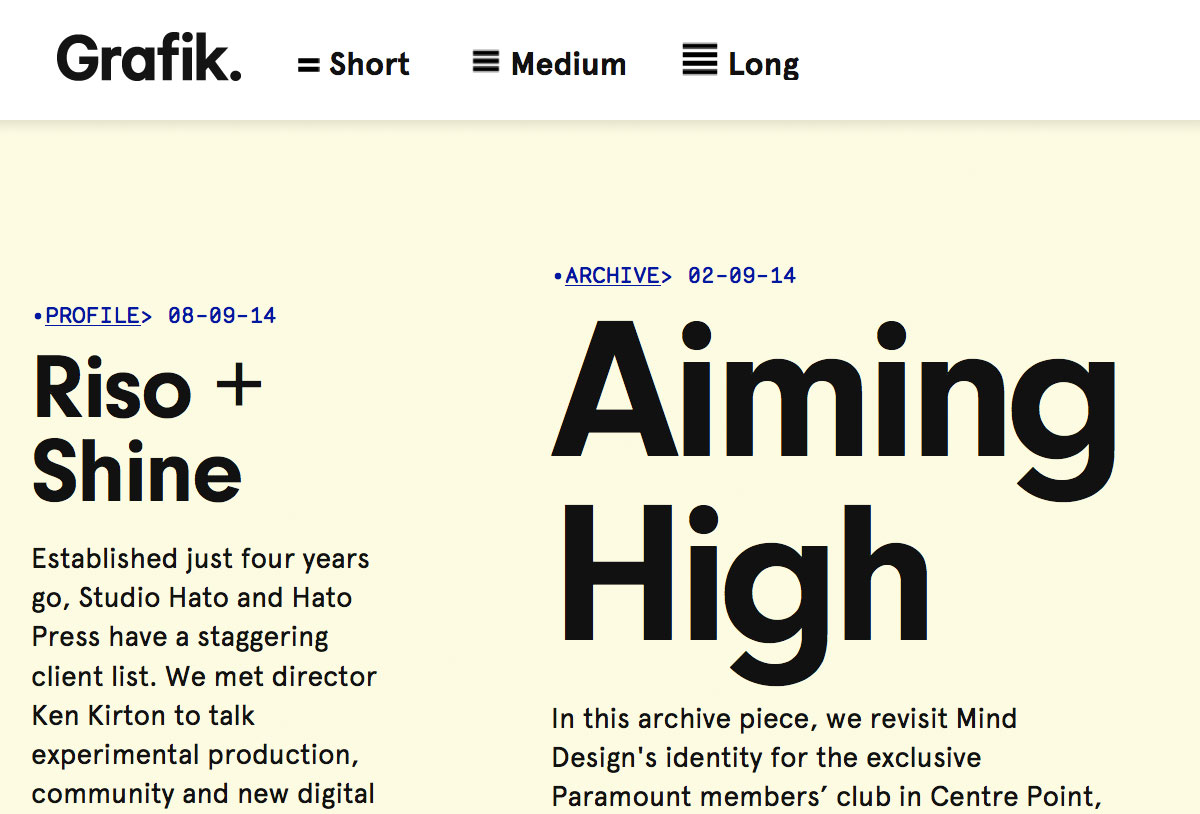 Grafik.
= Short
Medium
Long
•PROFILE> 08-09-14
Riso +
Shine
Established just four years
go, Studio Hato and Hato
Press have a staggering
client list. We met director
Ken Kirton to talk
experimental production,
community and new digital
•ARCHIVE> 02-09-14
Aiming
High
In this archive piece, we revisit Mind
Design's identity for the exclusive
Paramount members’ club in Centre Point,